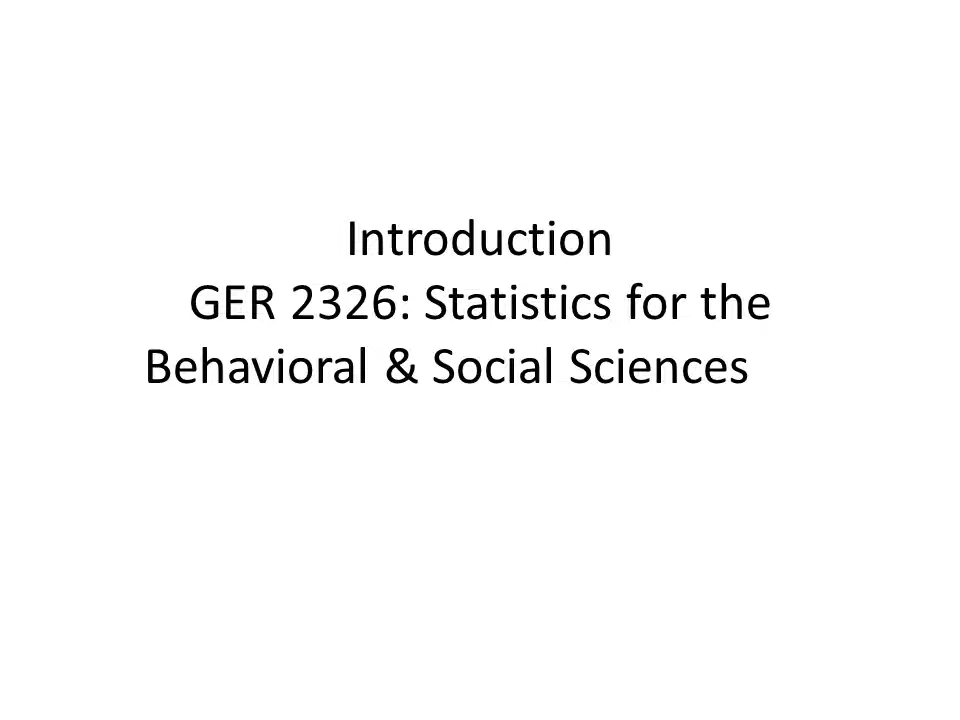 Introduction
GER 2326: Statistics for the
Behavioral & Social Sciences